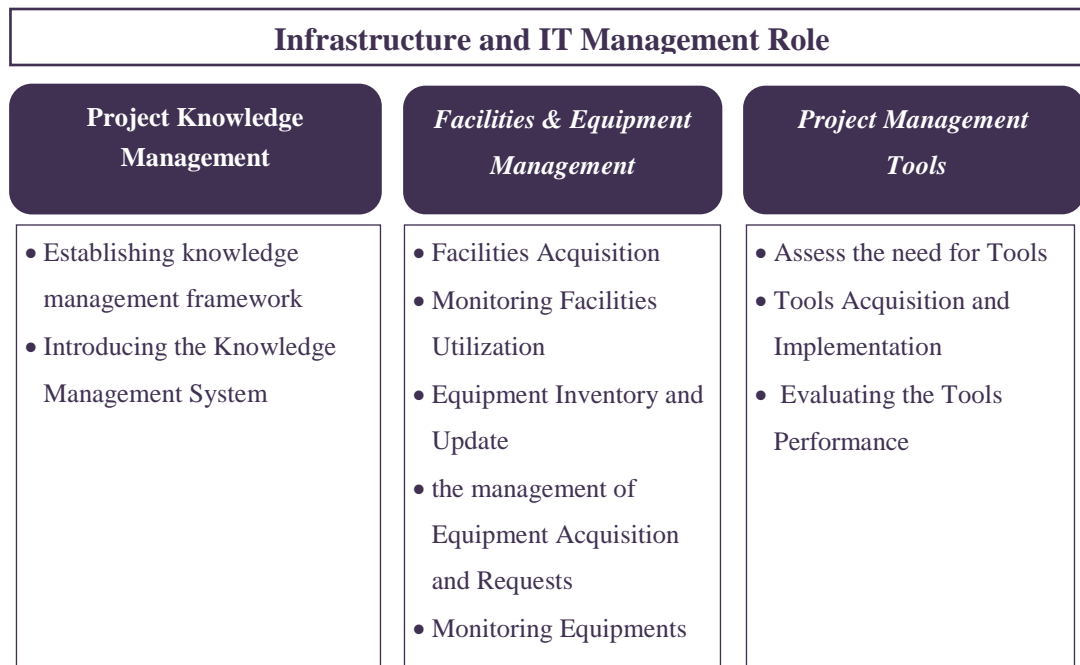 Infrastructure and IT Management Role
Project Knowledge
Management
Facilities & Equipment
Management
Project Management
Tools
• Establishing knowledge
management framework
• Introducing the Knowledge
Management System
• Facilities Acquisition
• Monitoring Facilities
Utilization
• Equipment Inventory and
Update
• the management of
Equipment Acquisition
and Requests
• Monitoring Equipments
• Assess the need for Tools
• Tools Acquisition and
Implementation
• Evaluating the Tools
Performance